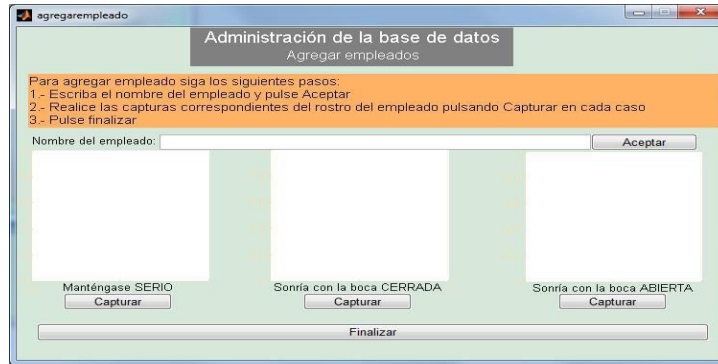 agregarempleado
Administración de la base de datos
Agregar empleados
Para agregar empleado siga los siguientes pasos:
1.- Escriba el nombre del empleado y pulse Aceptar
2.- Realice las capturas correspondientes del rostro del empleado pulsando Capturar en cada caso
3.- Pulse finalizar
Nombre del empleado: Aceptar
Manténgase SERIO Sonría con la boca CERRADA Sonría con la boca ABIERTA
Capturar Capturar Capturar
Finalizar